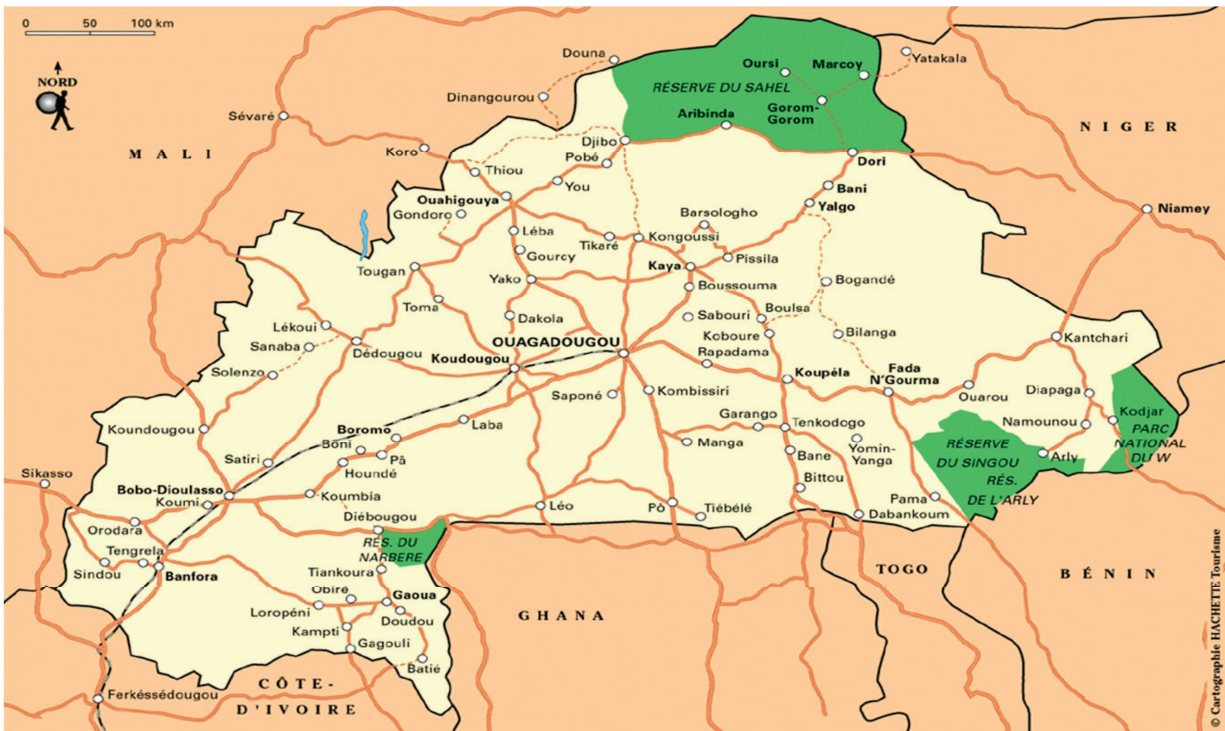 0 50 100 km
NORD
Douna
Oursi
Marcoy
Yatakala
RÉSERVE DU SAHEL
Dinangourou
Gorom-
Gorom
Aribinda
Sévaré
NIGER
MALI
Koro
Djibo
Pobé
Dori
Thiou
You
Bani
Ouahigouya
Gondoro
Yalgo
Niamey
Barsologho
Léba
Tikaré
Kongoussi
Gourcy
Pissila
Kaya
Tougan
Yako
Boussouma
Bogandé
Toma
Sabouri
Boulsa
Dakola
Lékoui
Koboure
Bilanga
OUAGADOUGOU
Kantchari
Sanaba
Dédougou
Rapadama
Koudougou
Solenzo
Koupéla
Fada
N'Gourma
Ouarou
Diapaga
Saponé
Kombissiri
Kodjar
Garango
Tenkodogo
Namounou
PARC
NATIONAL
DU W
Koundougou
Laba
Boromo
Manga
Yomin-
Yanga
RÉSERVE
DU SINGOU
RÉS.
DE L'ARLY
Boni
Pâ
Bane
Arly
Satiri
Houndé
Sikasso
Bittou
Bobo-Dioulasso
Koumbia
Pama
Koumi
Léo
Pô
Tiébélé
Dabankoum
Diébougou
Orodara
RÉS. DU
NARBERE
Tengrela
Sindou
Banfora
Tiankoura
TOGO
BÉNIN
Obiré
Gaoua
Loropéni
Doudou
GHANA
Kampti
Gagouli
Batié
CÔTE-
D'IVOIRE
Ferkéssédougou
© Cartographie HACHETTE Tourisme